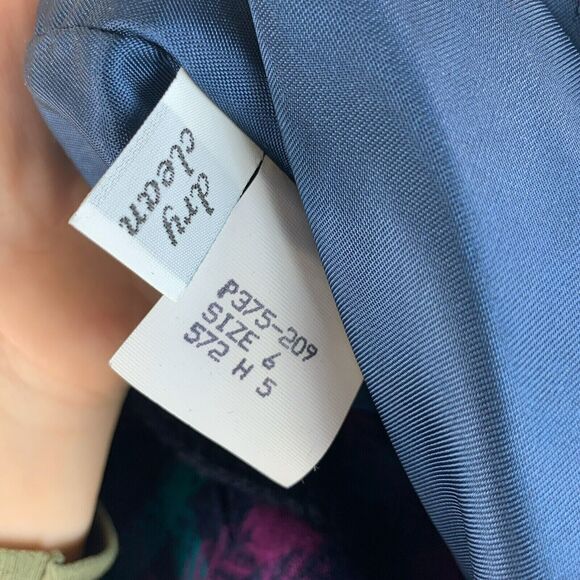 dry
clean
P375-209
SIZE 6
572 H 5